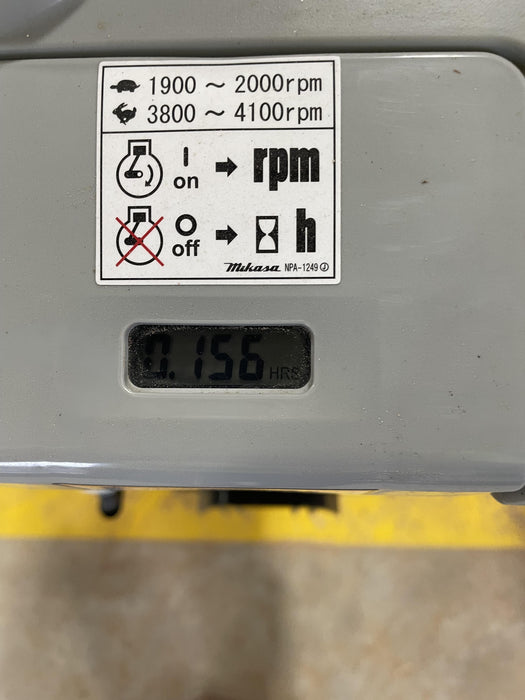 1900 ~ 2000rpm
3800 ~ 4100rpm
I
on
rpm
O
off
h
Mikasa NPA-1249 J
0.156 HRS